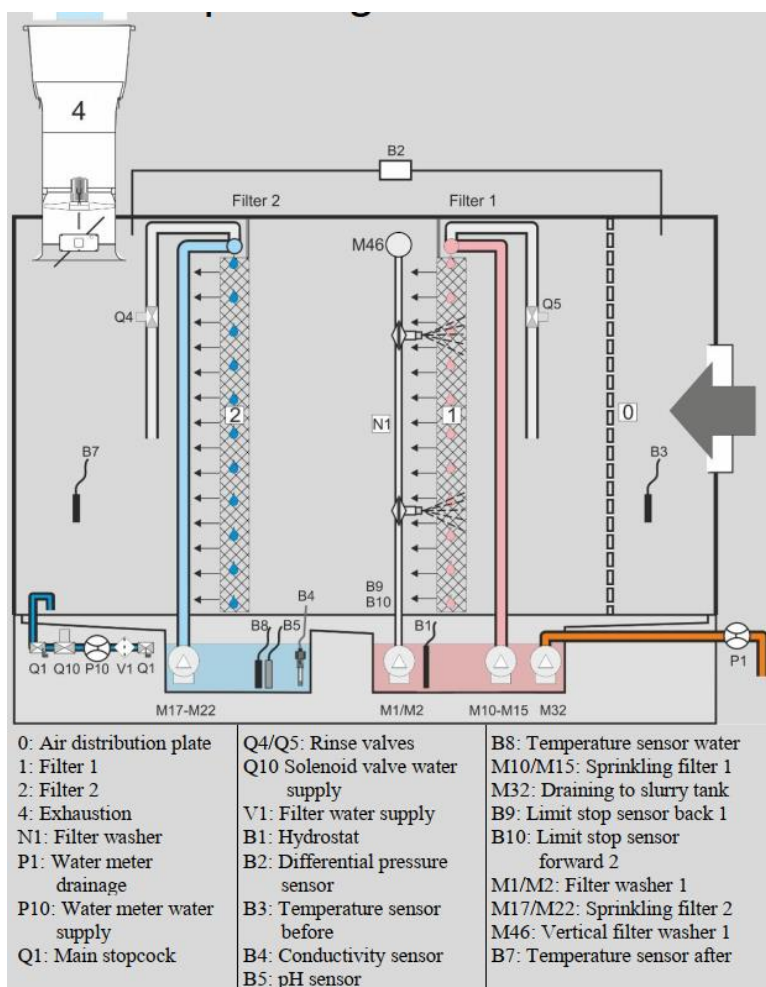 4
B2
Filter 2
Filter 1
M46
Q4
Q5
2
N1
1
0
B7
B3
B9
B10
B4
B8 B5
B1
Q1 Q10 P10 V1 Q1
P1
M17-M22
M1/M2
M10-M15 M32
0: Air distribution plate
1: Filter 1
2: Filter 2
4: Exhaustion
N1: Filter washer
P1: Water meter
drainage
P10: Water meter water
supply
Q1: Main stopcock
Q4/Q5: Rinse valves
Q10 Solenoid valve water
supply
V1: Filter water supply
B1: Hydrostat
B2: Differential pressure
sensor
B3: Temperature sensor
before
B4: Conductivity sensor
B5: pH sensor
B8: Temperature sensor water
M10/M15: Sprinkling filter 1
M32: Draining to slurry tank
B9: Limit stop sensor back 1
B10: Limit stop sensor
forward 2
M1/M2: Filter washer 1
M17/M22: Sprinkling filter 2
M46: Vertical filter washer 1
B7: Temperature sensor after